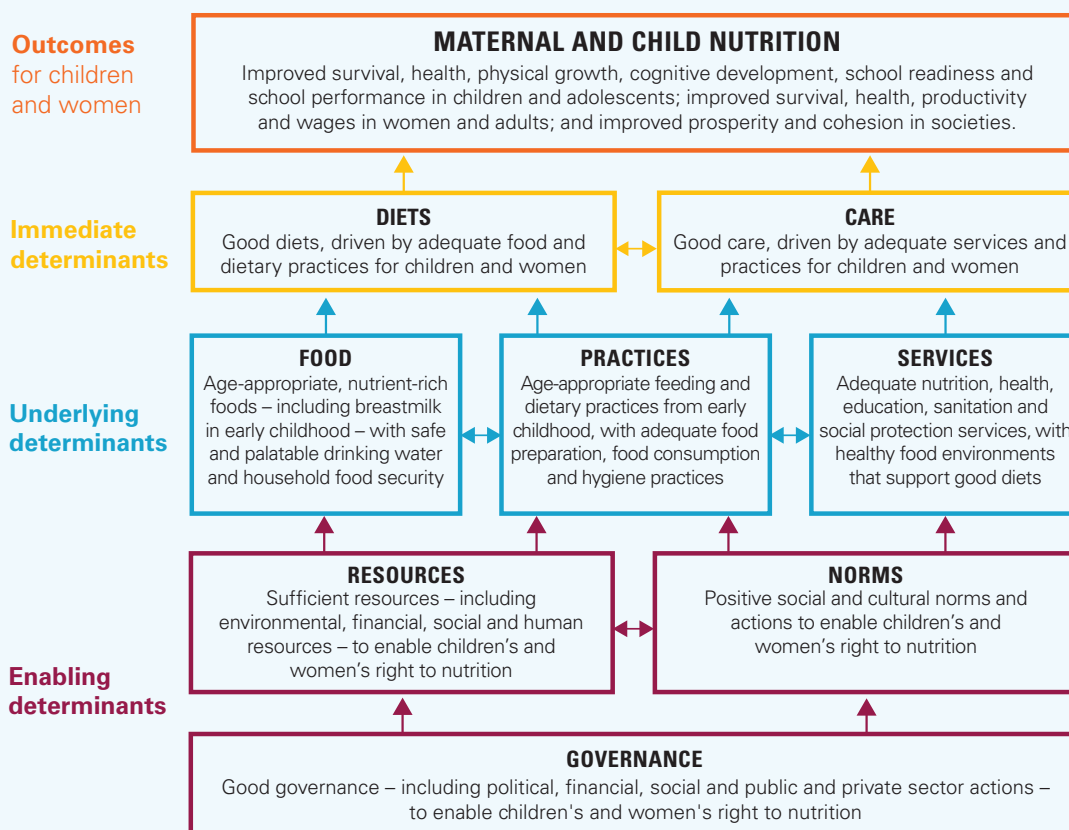 Outcomes
for children
and women
MATERNAL AND CHILD NUTRITION
Improved survival, health, physical growth, cognitive development, school readiness and
school performance in children and adolescents; improved survival, health, productivity
and wages in women and adults; and improved prosperity and cohesion in societies.
Immediate
determinants
DIETS
Good diets, driven by adequate food and
dietary practices for children and women
CARE
Good care, driven by adequate services and
practices for children and women
Underlying
determinants
FOOD
Age-appropriate, nutrient-rich
foods – including breastmilk
in early childhood – with safe
and palatable drinking water
and household food security
PRACTICES
Age-appropriate feeding and
dietary practices from early
childhood, with adequate food
preparation, food consumption
and hygiene practices
SERVICES
Adequate nutrition, health,
education, sanitation and
social protection services, with
healthy food environments
that support good diets
Enabling
determinants
RESOURCES
Sufficient resources – including
environmental, financial, social and human
resources – to enable children’s and
women’s right to nutrition
NORMS
Positive social and cultural norms and
actions to enable children’s and
women’s right to nutrition
GOVERNANCE
Good governance – including political, financial, social and public and private sector actions –
to enable children's and women's right to nutrition